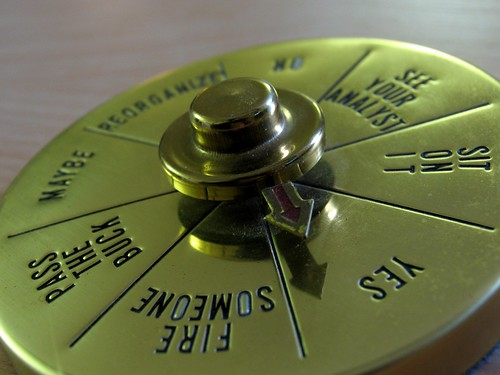 OK
SEE
YOUR
ANALYST
SIT
ON
IT
YES
FIRE
SOMEONE
PASS
THE
BUCK
MAYBE
REORGANIZE